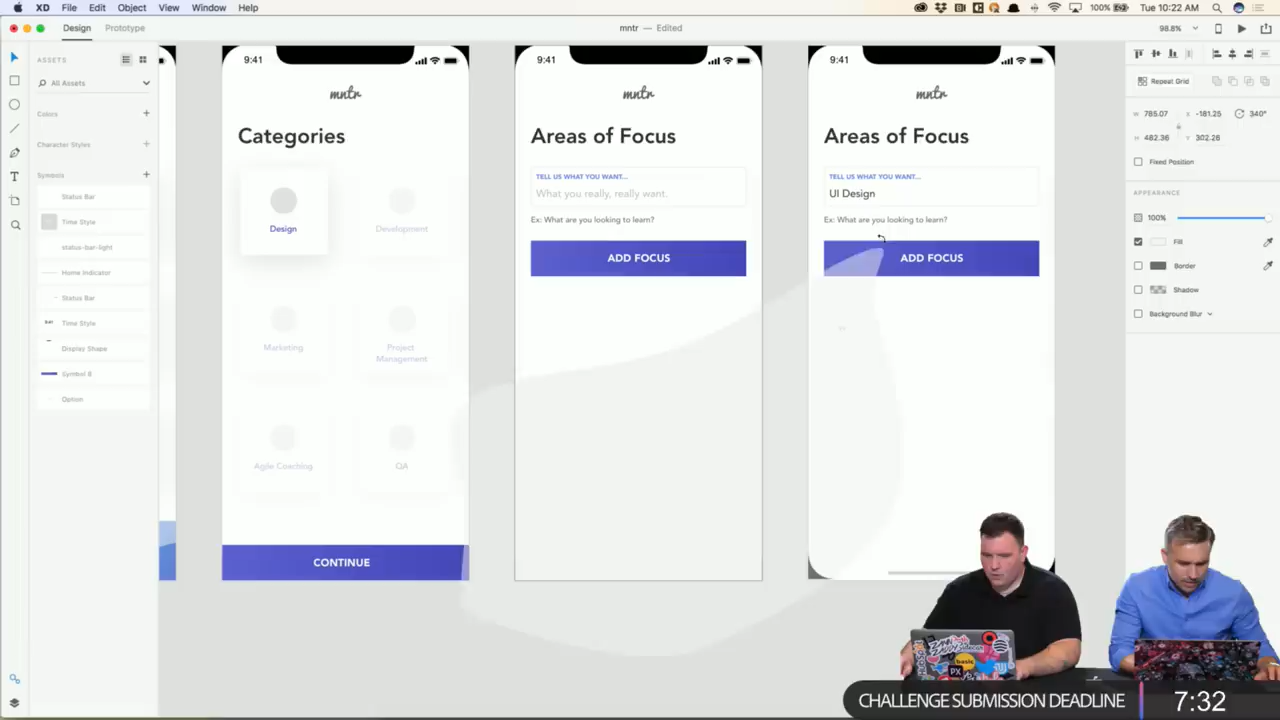 XD File Edit Object View Window Help
100% Tue 10:22 AM
Design Prototype
mntr — Edited
98.8%
ASSETS
All Assets
Colors
Character Styles
Symbols
Status Bar
Time Style
status-bar-light
Home Indicator
Status Bar
Time Style
Display Shape
Symbol 8
Option
9:41
mntr
Categories
Design
Development
Marketing
Project
Management
Agile Coaching
QA
CONTINUE
9:41
mntr
Areas of Focus
TELL US WHAT YOU WANT...
What you really, really want.
Ex: What are you looking to learn?
ADD FOCUS
9:41
mntr
Areas of Focus
TELL US WHAT YOU WANT...
UI Design
Ex: What are you looking to learn?
ADD FOCUS
Repeat Grid
W 785.07 X -181.25 340°
H 482.36 Y 302.26
Fixed Position
APPEARANCE
100%
Fill
Border
Shadow
Background Blur
basic
PX
CHALLENGE SUBMISSION DEADLINE 7:32